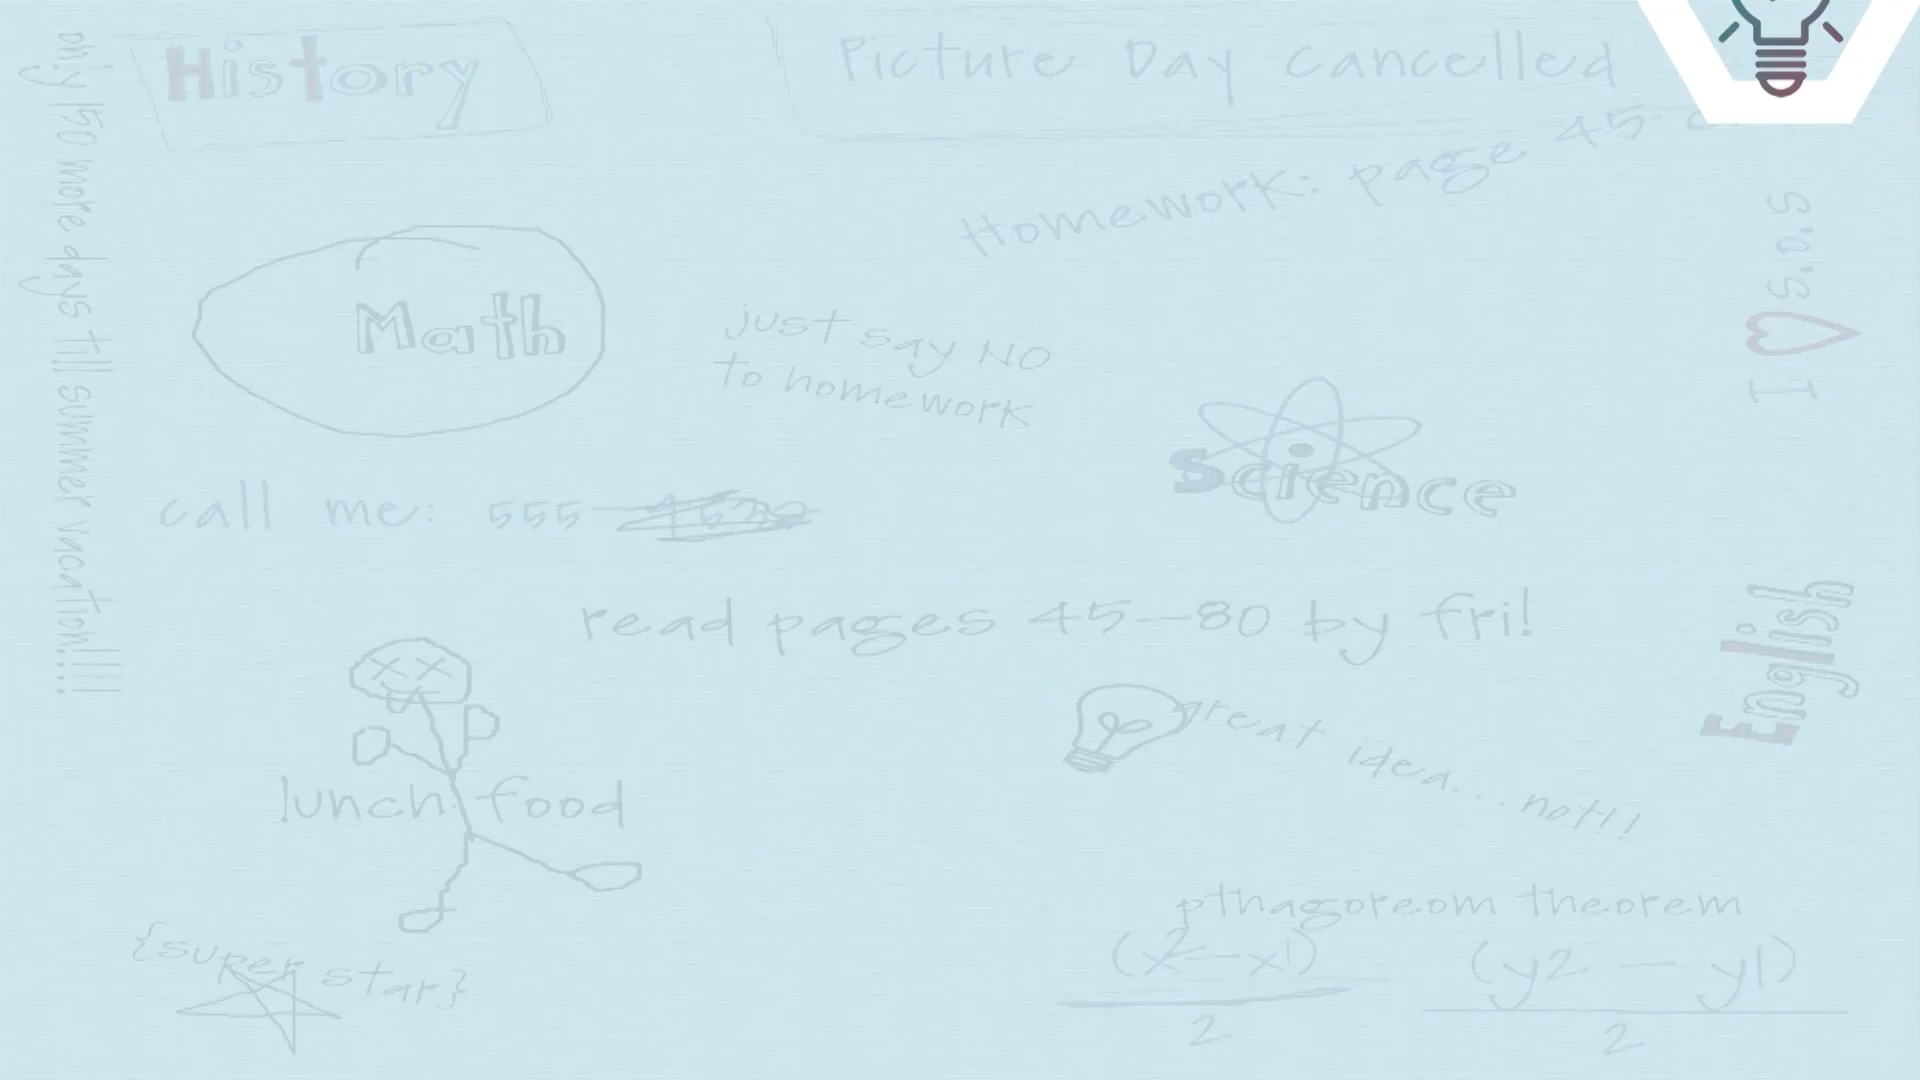 only 150 more days till summer vacation!!!!
History
Picture Day cancelled
Homework: page 45
Math
just say NO
to homework
I ♡ s.o.s
Science
call me: 555-
English
read pages 45-80 by fri!
great idea... not!!
lunch food
{super star}
pthagoreom theorem
(x2-x1) (y2 - y1)
2 2